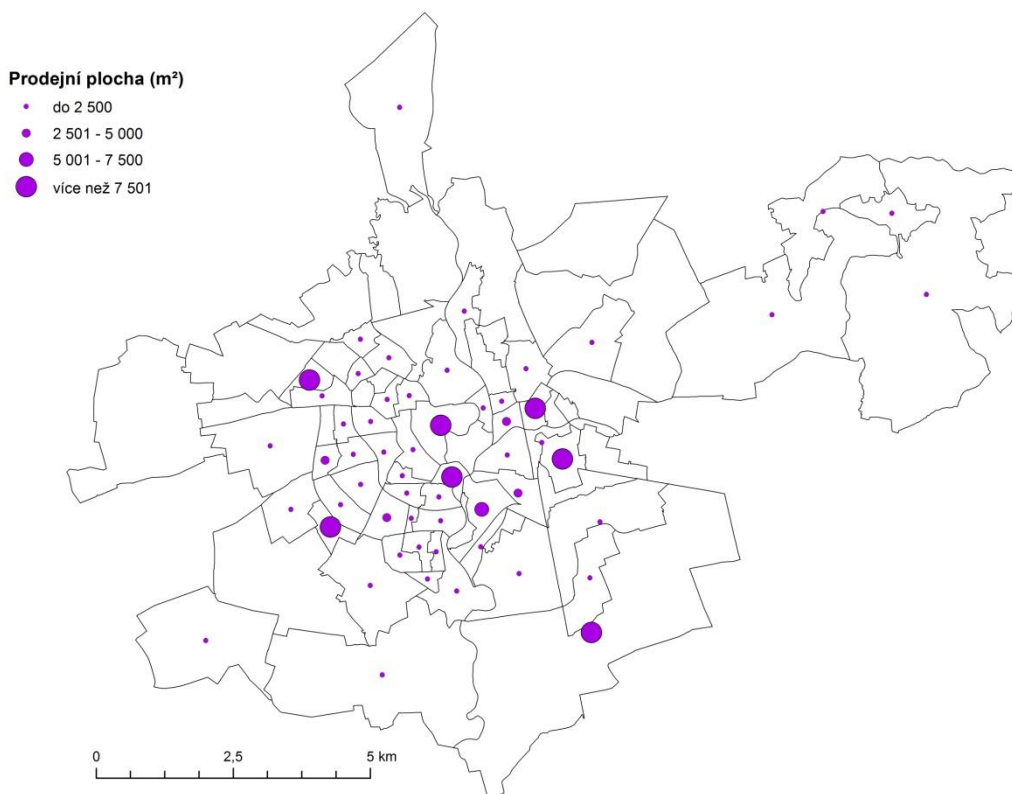 Prodejní plocha (m²)
do 2 500
2 501 - 5 000
5 001 - 7 500
více než 7 501
0 2,5 5 km